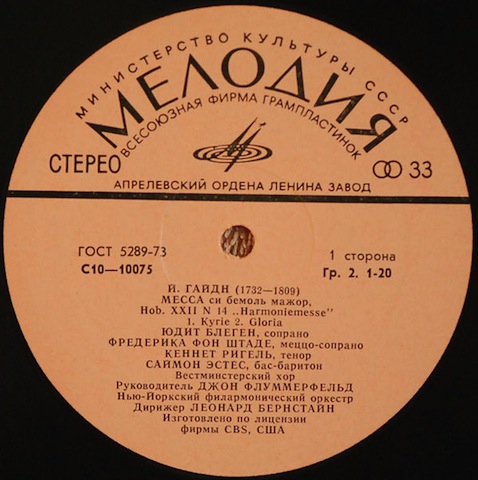 МИНИСТЕРСТВО КУЛЬТУРЫ СССР
МЕЛОДИЯ
ВСЕСОЮЗНАЯ ФИРМА ГРАМПЛАСТИНОК
СТЕРЕО
33
АПРЕЛЕВСКИЙ ОРДЕНА ЛЕНИНА ЗАВОД
ГОСТ 5289-73
С10—10075
1 сторона
Гр. 2. 1-20
Й. ГАЙДН (1732—1809)
МЕССА си бемоль мажор,
Hob. XXII N 14 „Harmoniemesse"
1. Kyrie 2. Gloria
ЮДИТ БЛЕГЕН, сопрано
ФРЕДЕРИКА ФОН ШТАДЕ, меццо-сопрано
КЕННЕТ РИГЕЛЬ, тенор
САЙМОН ЭСТЕС, бас-баритон
Вестминстерский хор
Руководитель ДЖОН ФЛУММЕРФЕЛЬД
Нью-Йоркский филармонический оркестр
Дирижер ЛЕОНАРД БЕРНСТАЙН
Изготовлено по лицензии
фирмы CBS, США